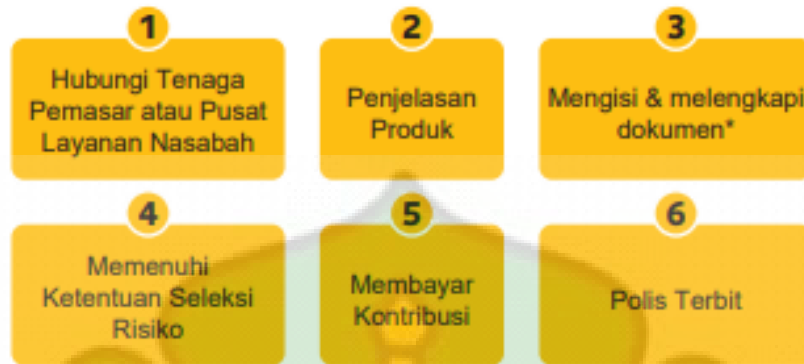 1
Hubungi Tenaga
Pemasar atau Pusat
Layanan Nasabah
2
Penjelasan
Produk
3
Mengisi & melengkapi
dokumen*
4
Memenuhi
Ketentuan Seleksi
Risiko
5
Membayar
Kontribusi
6
Polis Terbit